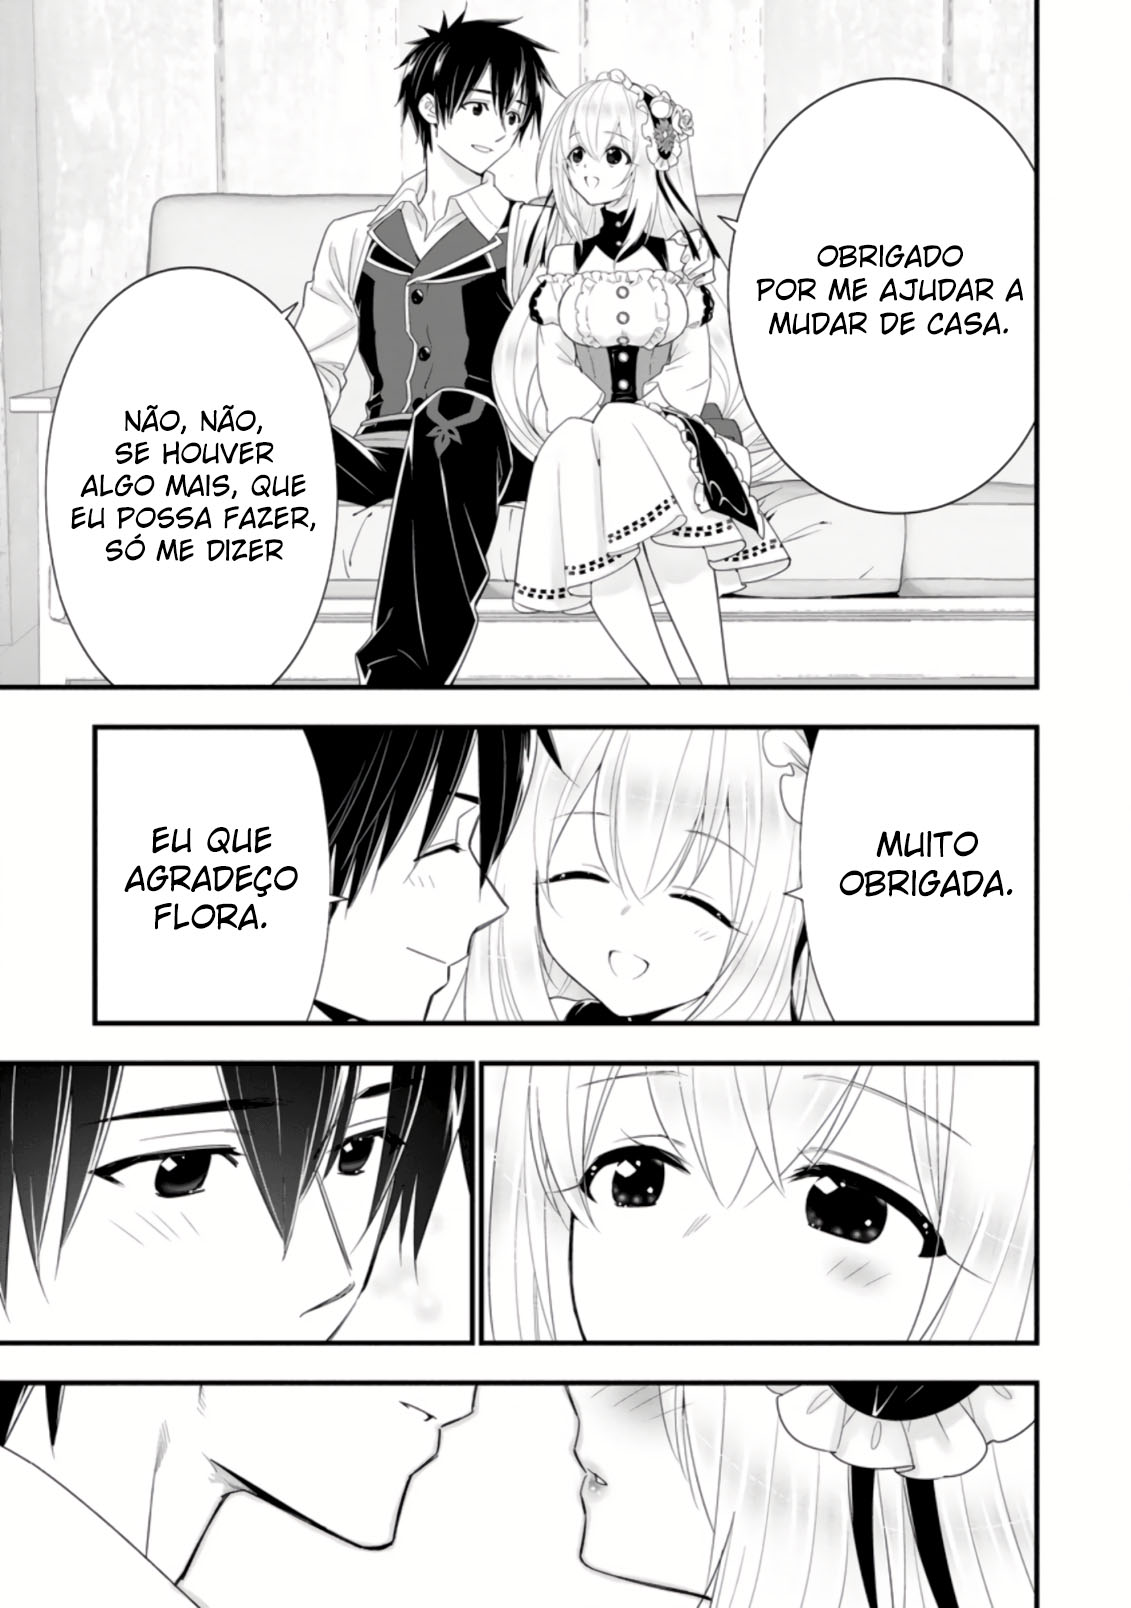 OBRIGADO
POR ME AJUDAR A
MUDAR DE CASA.
NÃO, NÃO,
SE HOUVER
ALGO MAIS, QUE
EU POSSA FAZER,
SÓ ME DIZER
MUITO
OBRIGADA.
EU QUE
AGRADEÇO
FLORA.